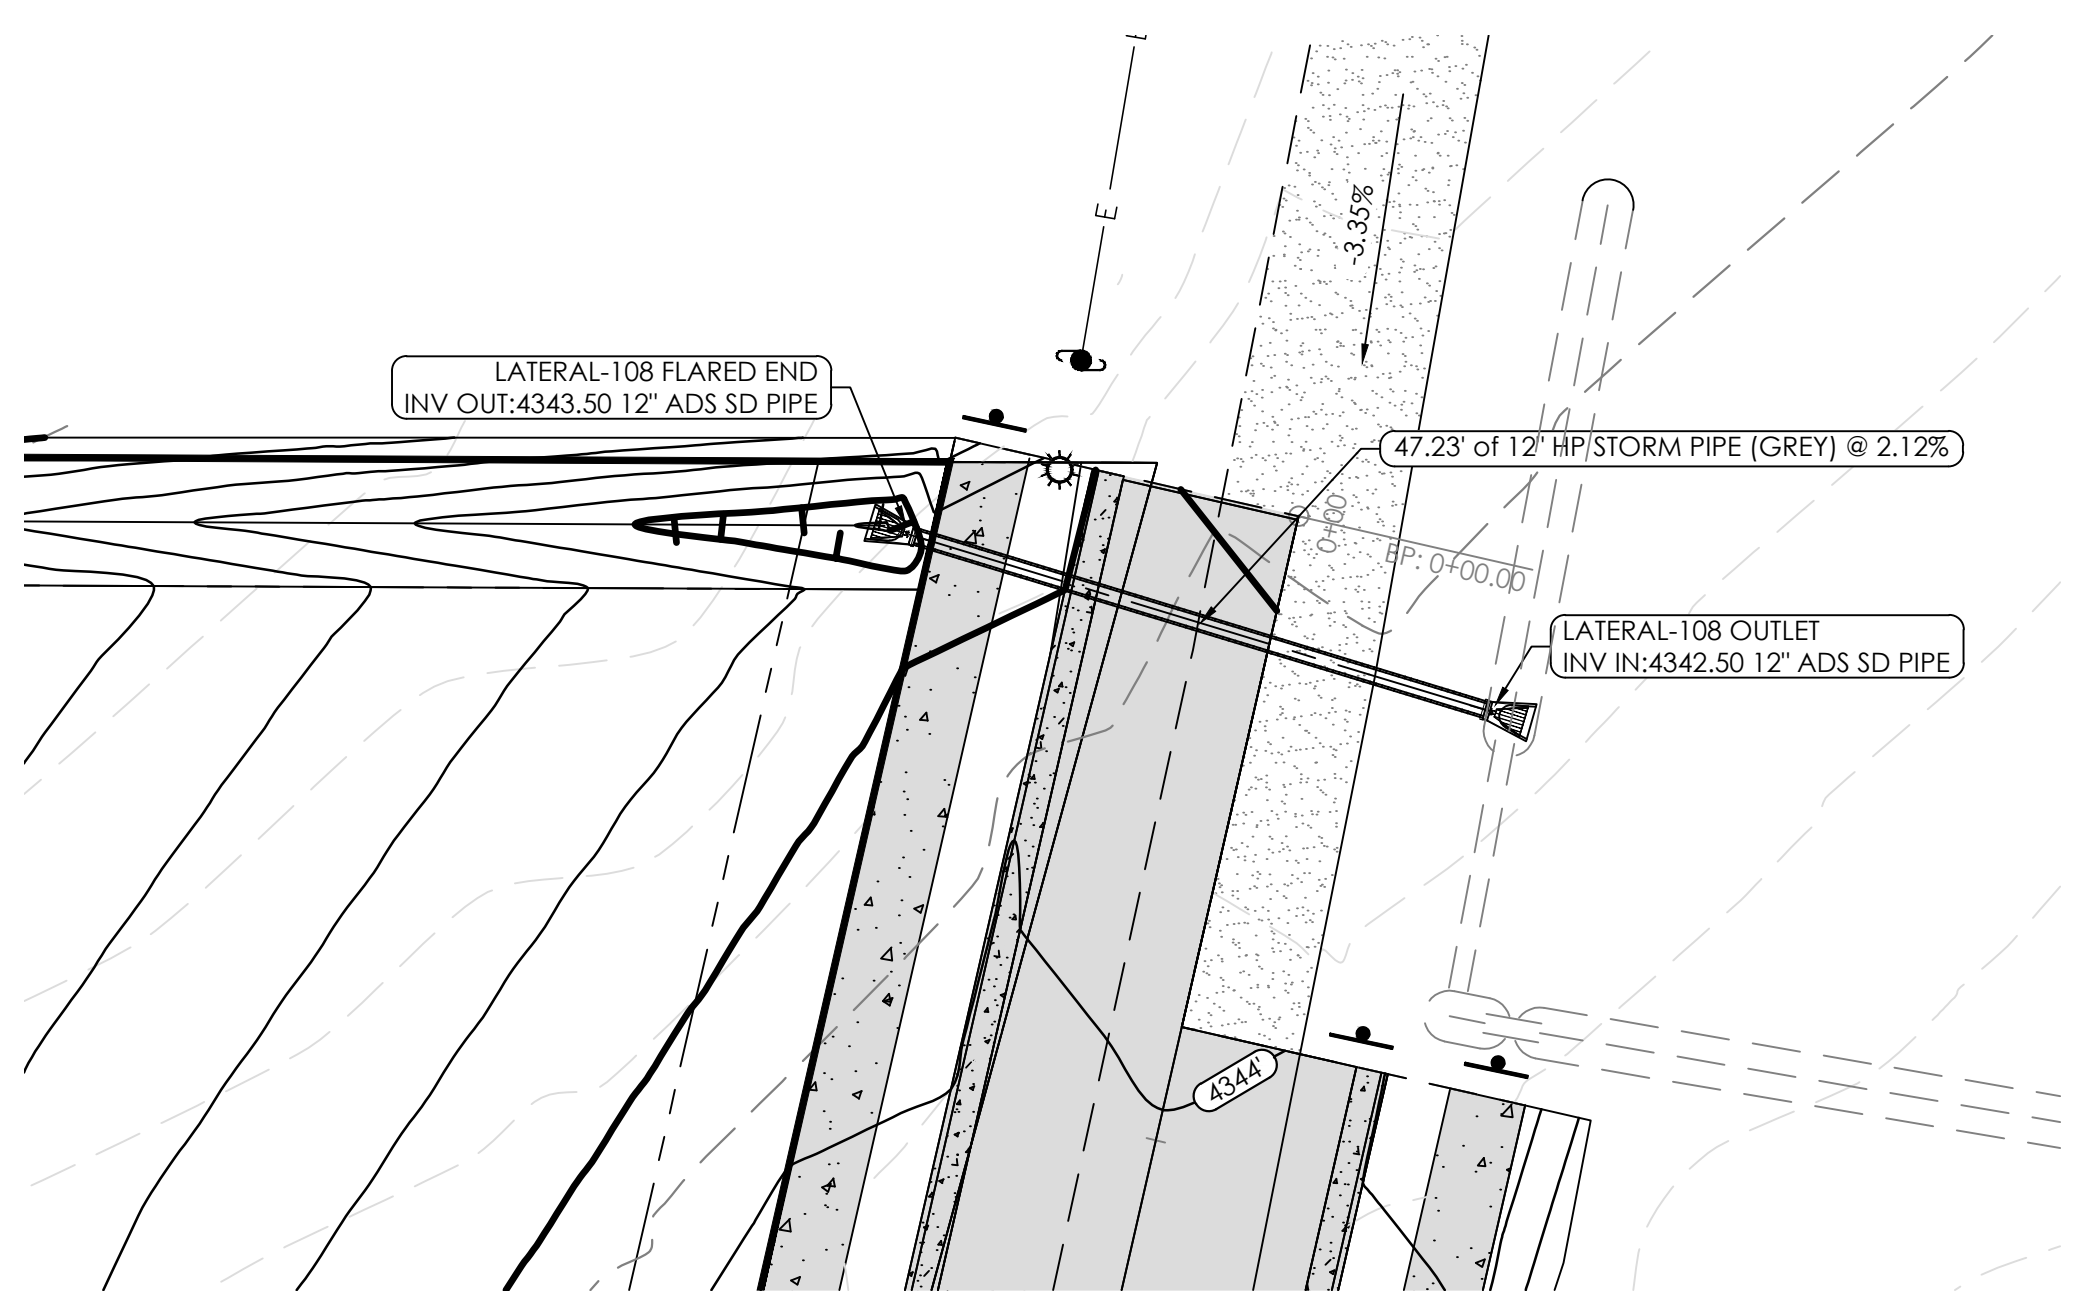 E
E
-3.35%
LATERAL-108 FLARED END
INV OUT:4343.50 12" ADS SD PIPE
47.23' of 12" HP STORM PIPE (GREY) @ 2.12%
0+00
BP: 0+00.00
LATERAL-108 OUTLET
INV IN:4342.50 12" ADS SD PIPE
4344'